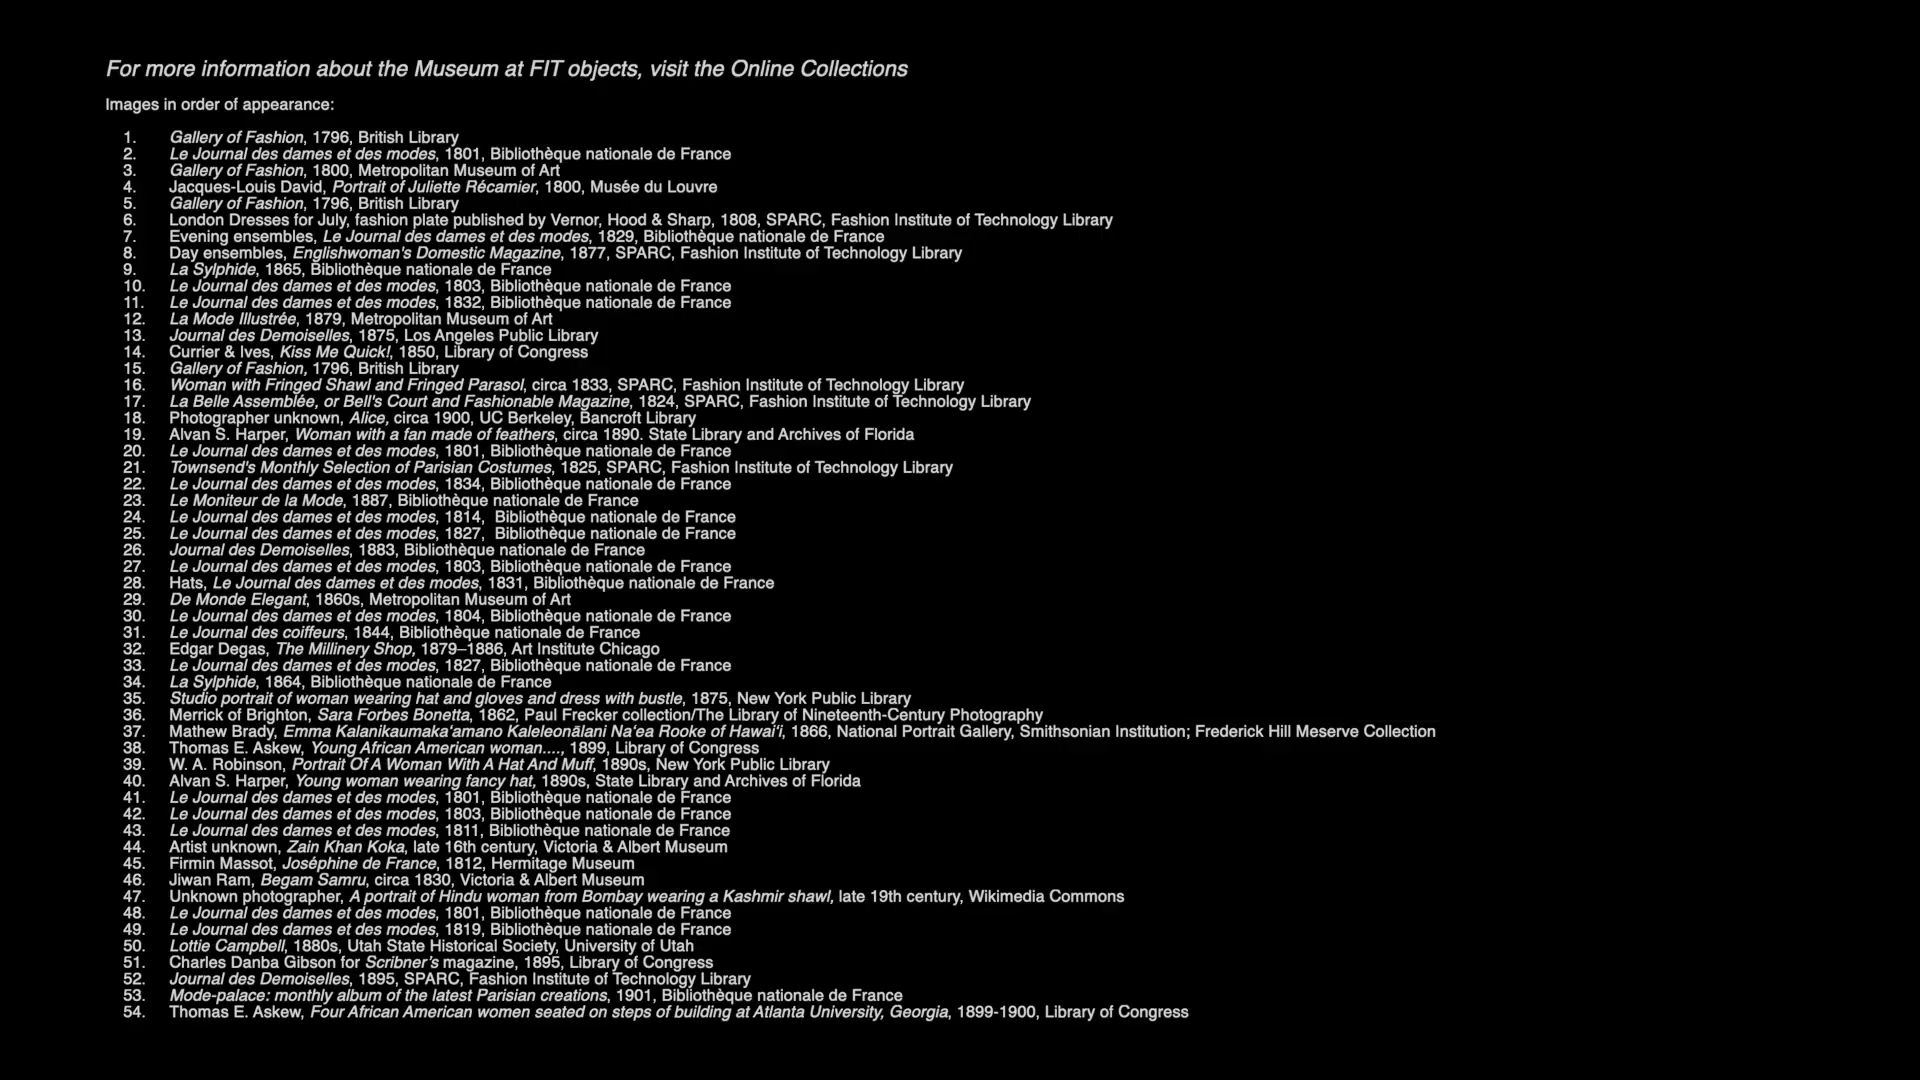 For more information about the Museum at FIT objects, visit the Online Collections
Images in order of appearance:
1. Gallery of Fashion, 1796, British Library
2. Le Journal des dames et des modes, 1801, Bibliothèque nationale de France
3. Gallery of Fashion, 1800, Metropolitan Museum of Art
4. Jacques-Louis David, Portrait of Juliette Récamier, 1800, Musée du Louvre
5. Gallery of Fashion, 1796, British Library
6. London Dresses for July, fashion plate published by Vernor, Hood & Sharp, 1808, SPARC, Fashion Institute of Technology Library
7. Evening ensembles, Le Journal des dames et des modes, 1829, Bibliothèque nationale de France
8. Day ensembles, Englishwoman's Domestic Magazine, 1877, SPARC, Fashion Institute of Technology Library
9. La Sylphide, 1865, Bibliothèque nationale de France
10. Le Journal des dames et des modes, 1803, Bibliothèque nationale de France
11. Le Journal des dames et des modes, 1832, Bibliothèque nationale de France
12. La Mode Illustrée, 1879, Metropolitan Museum of Art
13. Journal des Demoiselles, 1875, Los Angeles Public Library
14. Currier & Ives, Kiss Me Quick!, 1850, Library of Congress
15. Gallery of Fashion, 1796, British Library
16. Woman with Fringed Shawl and Fringed Parasol, circa 1833, SPARC, Fashion Institute of Technology Library
17. La Belle Assemblée, or Bell's Court and Fashionable Magazine, 1824, SPARC, Fashion Institute of Technology Library
18. Photographer unknown, Alice, circa 1900, UC Berkeley, Bancroft Library
19. Alvan S. Harper, Woman with a fan made of feathers, circa 1890. State Library and Archives of Florida
20. Le Journal des dames et des modes, 1801, Bibliothèque nationale de France
21. Townsend's Monthly Selection of Parisian Costumes, 1825, SPARC, Fashion Institute of Technology Library
22. Le Journal des dames et des modes, 1834, Bibliothèque nationale de France
23. Le Moniteur de la Mode, 1887, Bibliothèque nationale de France
24. Le Journal des dames et des modes, 1814, Bibliothèque nationale de France
25. Le Journal des dames et des modes, 1827, Bibliothèque nationale de France
26. Journal des Demoiselles, 1883, Bibliothèque nationale de France
27. Le Journal des dames et des modes, 1803, Bibliothèque nationale de France
28. Hats, Le Journal des dames et des modes, 1831, Bibliothèque nationale de France
29. De Monde Elegant, 1860s, Metropolitan Museum of Art
30. Le Journal des dames et des modes, 1804, Bibliothèque nationale de France
31. Le Journal des coiffeurs, 1844, Bibliothèque nationale de France
32. Edgar Degas, The Millinery Shop, 1879–1886, Art Institute Chicago
33. Le Journal des dames et des modes, 1827, Bibliothèque nationale de France
34. La Sylphide, 1864, Bibliothèque nationale de France
35. Studio portrait of woman wearing hat and gloves and dress with bustle, 1875, New York Public Library
36. Merrick of Brighton, Sara Forbes Bonetta, 1862, Paul Frecker collection/The Library of Nineteenth-Century Photography
37. Mathew Brady, Emma Kalanikaumakaʻamano Kaleleonālani Naʻea Rooke of Hawaiʻi, 1866, National Portrait Gallery, Smithsonian Institution; Frederick Hill Meserve Collection
38. Thomas E. Askew, Young African American woman...., 1899, Library of Congress
39. W. A. Robinson, Portrait Of A Woman With A Hat And Muff, 1890s, New York Public Library
40. Alvan S. Harper, Young woman wearing fancy hat, 1890s, State Library and Archives of Florida
41. Le Journal des dames et des modes, 1801, Bibliothèque nationale de France
42. Le Journal des dames et des modes, 1803, Bibliothèque nationale de France
43. Le Journal des dames et des modes, 1811, Bibliothèque nationale de France
44. Artist unknown, Zain Khan Koka, late 16th century, Victoria & Albert Museum
45. Firmin Massot, Joséphine de France, 1812, Hermitage Museum
46. Jiwan Ram, Begam Samru, circa 1830, Victoria & Albert Museum
47. Unknown photographer, A portrait of Hindu woman from Bombay wearing a Kashmir shawl, late 19th century, Wikimedia Commons
48. Le Journal des dames et des modes, 1801, Bibliothèque nationale de France
49. Le Journal des dames et des modes, 1819, Bibliothèque nationale de France
50. Lottie Campbell, 1880s, Utah State Historical Society, University of Utah
51. Charles Danba Gibson for Scribner's magazine, 1895, Library of Congress
52. Journal des Demoiselles, 1895, SPARC, Fashion Institute of Technology Library
53. Mode-palace: monthly album of the latest Parisian creations, 1901, Bibliothèque nationale de France
54. Thomas E. Askew, Four African American women seated on steps of building at Atlanta University, Georgia, 1899-1900, Library of Congress